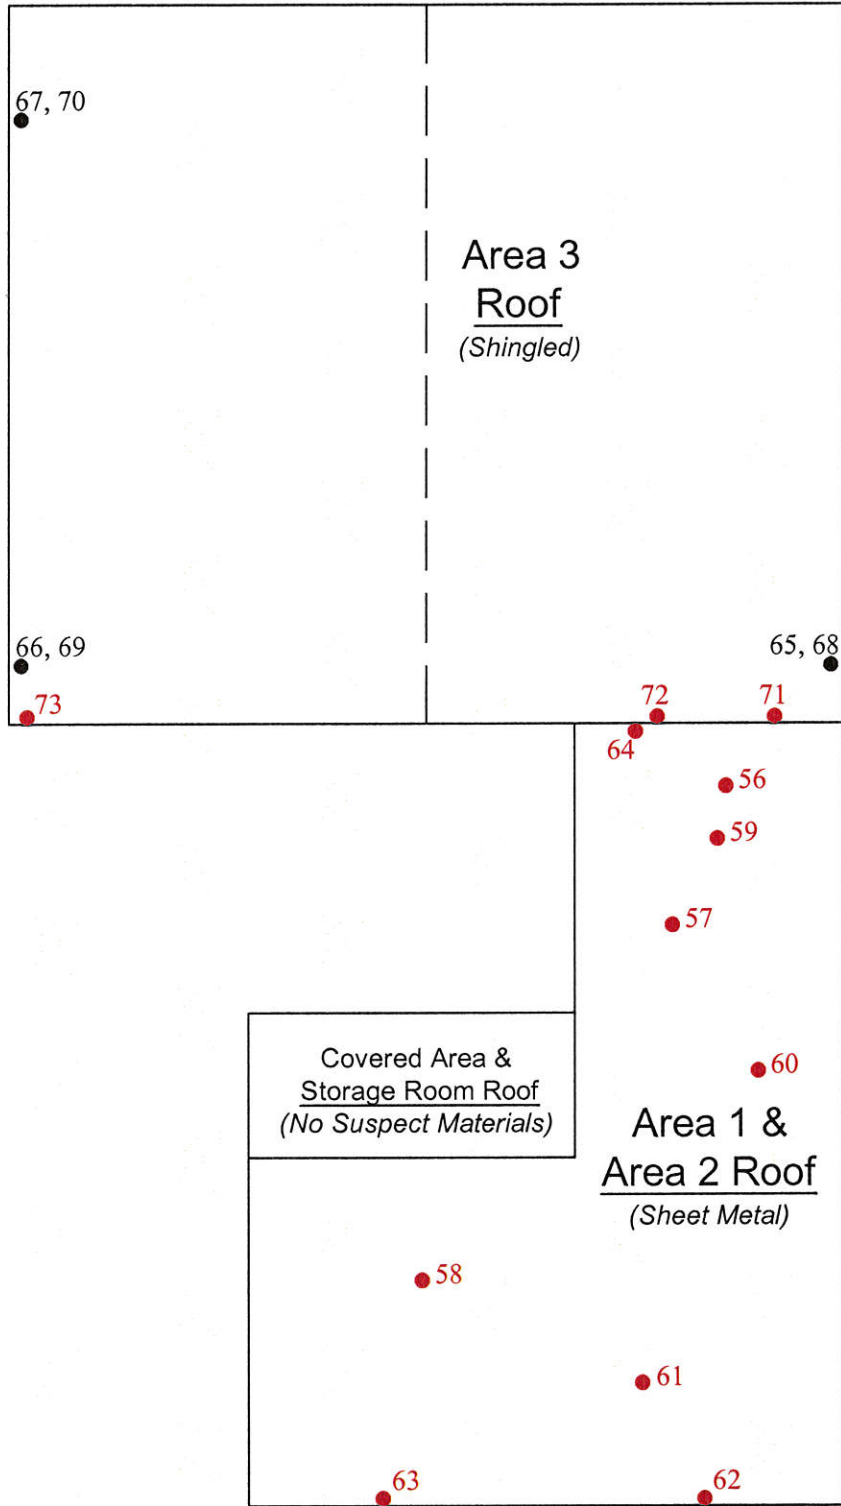 67, 70
Area 3
Roof
(Shingled)
66, 69
65, 68
73
72
71
64
56
59
57
Covered Area &
Storage Room Roof
(No Suspect Materials)
60
Area 1 &
Area 2 Roof
(Sheet Metal)
58
61
63
62